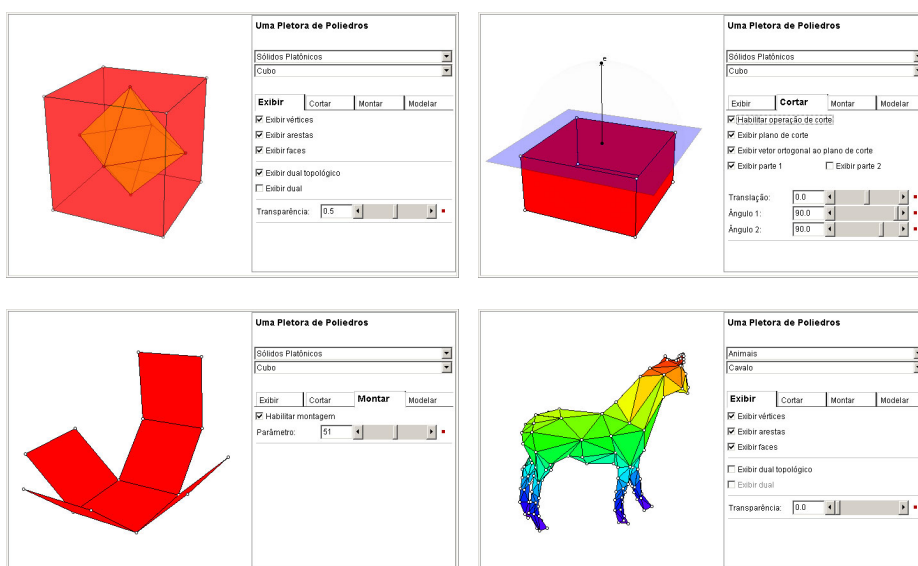 Uma Pletora de Poliedros
Sólidos Platônicos
Cubo
Exibir Cortar Montar Modelar
Exibir vértices
Exibir arestas
Exibir faces
Exibir dual topológico
Exibir dual
Transparência: 0.5
Uma Pletora de Poliedros
Sólidos Platônicos
Cubo
Exibir Cortar Montar Modelar
Habilitar operação de corte
Exibir plano de corte
Exibir vetor ortogonal ao plano de corte
Exibir parte 1 Exibir parte 2
Translação: 0.0
Ângulo 1: 90.0
Ângulo 2: 90.0
e
Uma Pletora de Poliedros
Sólidos Platônicos
Cubo
Exibir Cortar Montar Modelar
Habilitar montagem
Parâmetro: 51
Uma Pletora de Poliedros
Animais
Cavalo
Exibir Cortar Montar Modelar
Exibir vértices
Exibir arestas
Exibir faces
Exibir dual topológico
Exibir dual
Transparência: 0.0